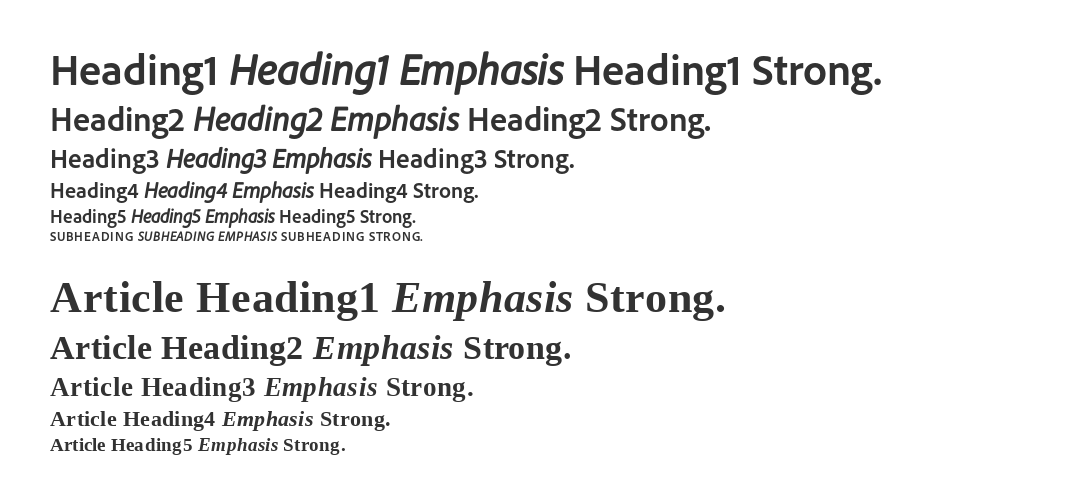 Heading1 Heading1 Emphasis Heading1 Strong.
Heading2 Heading2 Emphasis Heading2 Strong.
Heading3 Heading3 Emphasis Heading3 Strong.
Heading4 Heading4 Emphasis Heading4 Strong.
Heading5 Heading5 Emphasis Heading5 Strong.
SUBHEADING SUBHEADING EMPHASIS SUBHEADING STRONG.
Article Heading1 Emphasis Strong.
Article Heading2 Emphasis Strong.
Article Heading3 Emphasis Strong.
Article Heading4 Emphasis Strong.
Article Heading5 Emphasis Strong.